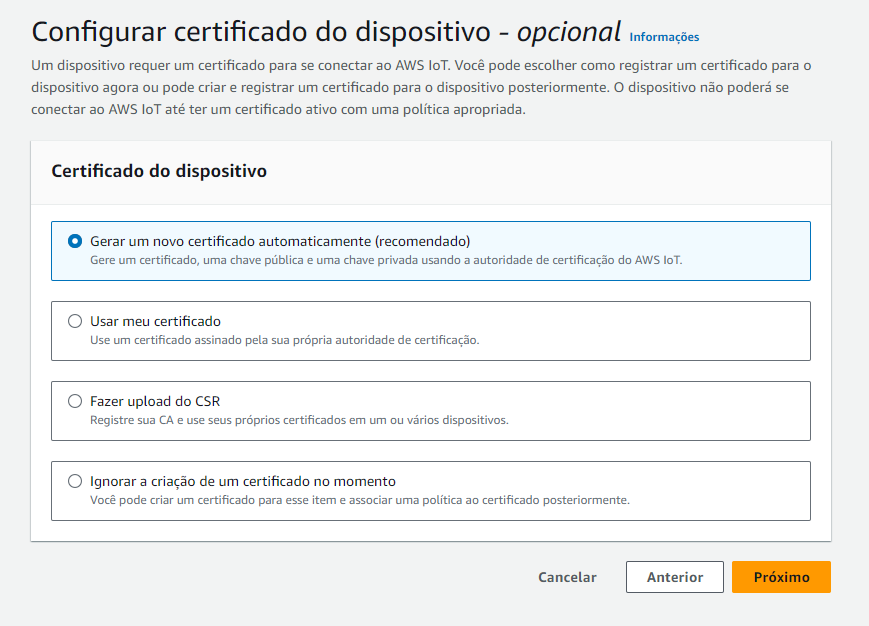 Configurar certificado do dispositivo - opcional Informações
Um dispositivo requer um certificado para se conectar ao AWS IoT. Você pode escolher como registrar um certificado para o
dispositivo agora ou pode criar e registrar um certificado para o dispositivo posteriormente. O dispositivo não poderá se
conectar ao AWS IoT até ter um certificado ativo com uma política apropriada.
Certificado do dispositivo
Gerar um novo certificado automaticamente (recomendado)
Gere um certificado, uma chave pública e uma chave privada usando a autoridade de certificação do AWS IoT.
Usar meu certificado
Use um certificado assinado pela sua própria autoridade de certificação.
Fazer upload do CSR
Registre sua CA e use seus próprios certificados em um ou vários dispositivos.
Ignorar a criação de um certificado no momento
Você pode criar um certificado para esse item e associar uma política ao certificado posteriormente.
Cancelar Anterior Próximo